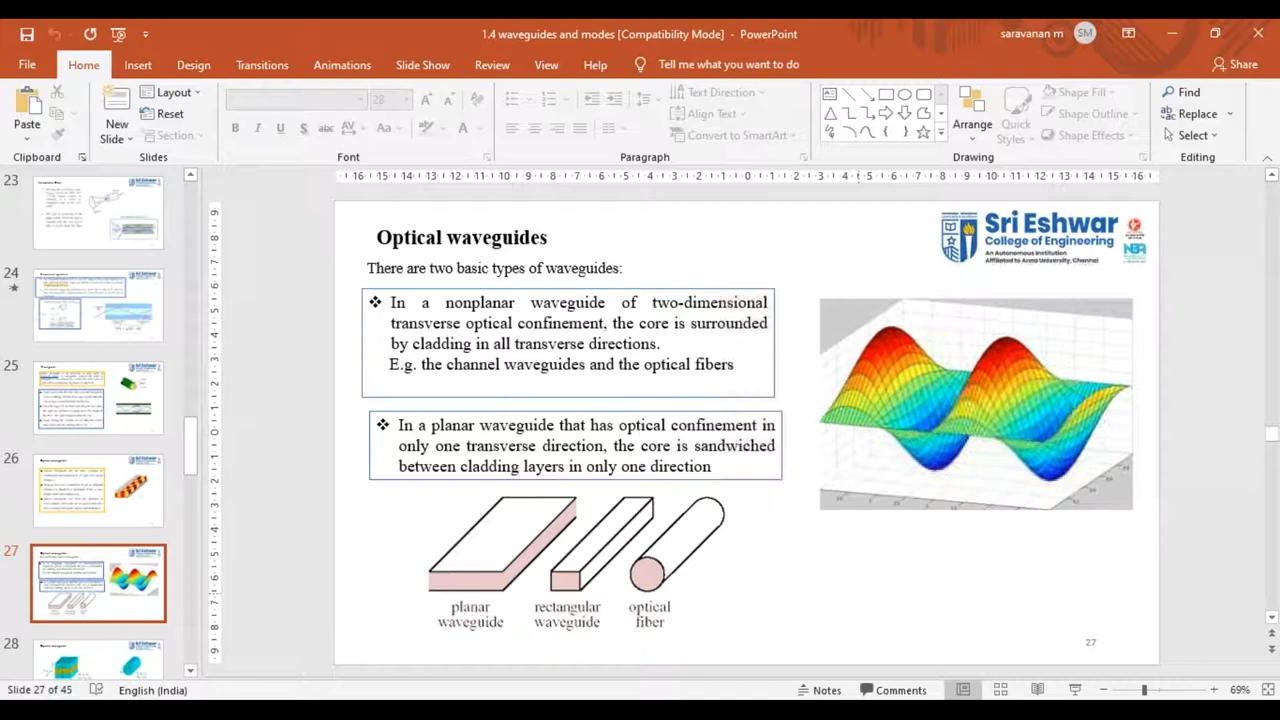 1.4 waveguides and modes [Compatibility Mode] - PowerPoint
saravanan m
SM
File
Home
Insert
Design
Transitions
Animations
Slide Show
Review
View
Help
Tell me what you want to do
Share
Paste
New
Slide
Layout
Reset
Section
28
Text Direction
Align Text
Convert to SmartArt
Arrange
Quick
Styles
Shape Fill
Shape Outline
Shape Effects
Find
Replace
Select
Clipboard
Slides
Font
Paragraph
Drawing
Editing
23
24
25
26
27
28
Optical waveguides
Sri Eshwar
College of Engineering
An Autonomous Institution
Affiliated to Anna University, Chennai
NBA
There are two basic types of waveguides:
❖ In a nonplanar waveguide of two-dimensional
transverse optical confinement, the core is surrounded
by cladding in all transverse directions.
E.g. the channel waveguides and the optical fibers
❖ In a planar waveguide that has optical confinement in
only one transverse direction, the core is sandwiched
between cladding layers in only one direction
planar
waveguide
rectangular
waveguide
optical
fiber
27
Slide 27 of 45
English (India)
Notes
Comments
69%